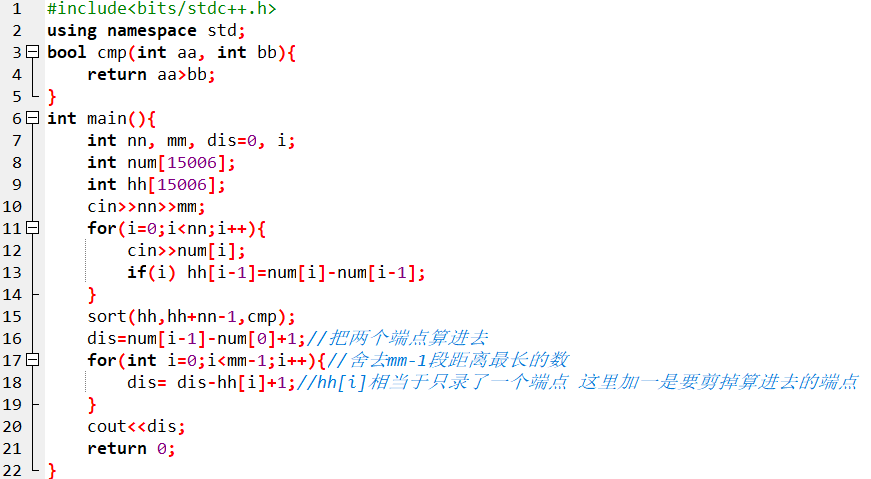 1 #include<bits/stdc++.h>
2 using namespace std;
3 bool cmp(int aa, int bb){
4 return aa>bb;
5 }
6 int main(){
7 int nn, mm, dis=0, i;
8 int num[15006];
9 int hh[15006];
10 cin>>nn>>mm;
11 for(i=0;i<nn;i++){
12 cin>>num[i];
13 if(i) hh[i-1]=num[i]-num[i-1];
14 }
15 sort(hh,hh+nn-1,cmp);
16 dis=num[i-1]-num[0]+1;//把两个端点算进去
17 for(int i=0;i<mm-1;i++){//舍去mm-1段距离最长的数
18 dis= dis-hh[i]+1;//hh[i]相当于只录了一个端点 这里加一是要剪掉算进去的端点
19 }
20 cout<<dis;
21 return 0;
22 }